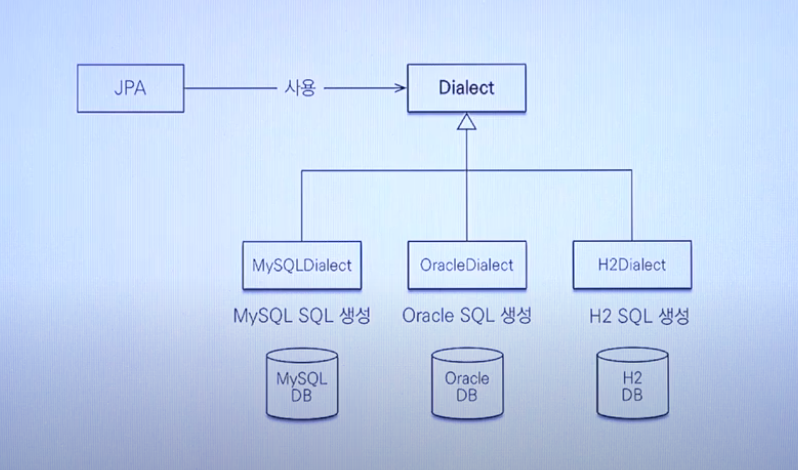 JPA
사용
Dialect
MySQLDialect
OracleDialect
H2Dialect
MySQL SQL 생성
Oracle SQL 생성
H2 SQL 생성
MySQL
DB
Oracle
DB
H2
DB